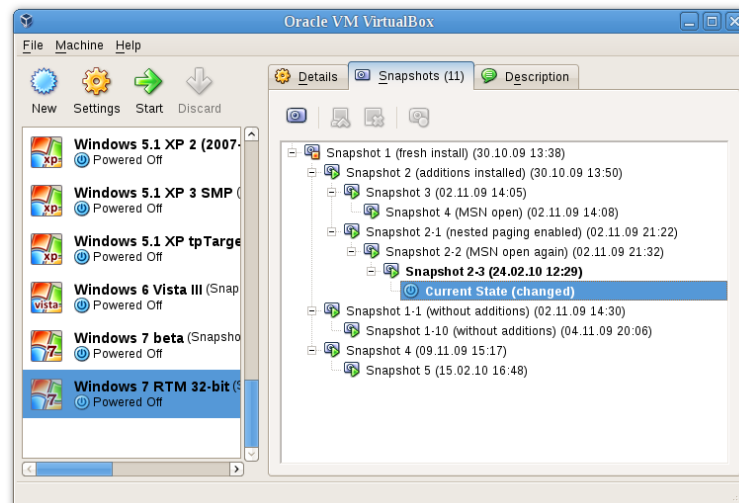 Oracle VM VirtualBox
File Machine Help
New Settings Start Discard
Details Snapshots (11) Description
Windows 5.1 XP 2 (2007-
Powered Off
Windows 5.1 XP 3 SMP (
Powered Off
Windows 5.1 XP tpTarge
Powered Off
Windows 6 Vista III (Snap
Powered Off
Windows 7 beta (Snapsho
Powered Off
Windows 7 RTM 32-bit (S
Powered Off
xp
xp
xp
vista
7
7
Snapshot 1 (fresh install) (30.10.09 13:38)
Snapshot 2 (additions installed) (30.10.09 13:50)
Snapshot 3 (02.11.09 14:05)
Snapshot 4 (MSN open) (02.11.09 14:08)
Snapshot 2-1 (nested paging enabled) (02.11.09 21:22)
Snapshot 2-2 (MSN open again) (02.11.09 21:32)
Snapshot 2-3 (24.02.10 12:29)
Current State (changed)
Snapshot 1-1 (without additions) (02.11.09 14:30)
Snapshot 1-10 (without additions) (04.11.09 20:06)
Snapshot 4 (09.11.09 15:17)
Snapshot 5 (15.02.10 16:48)